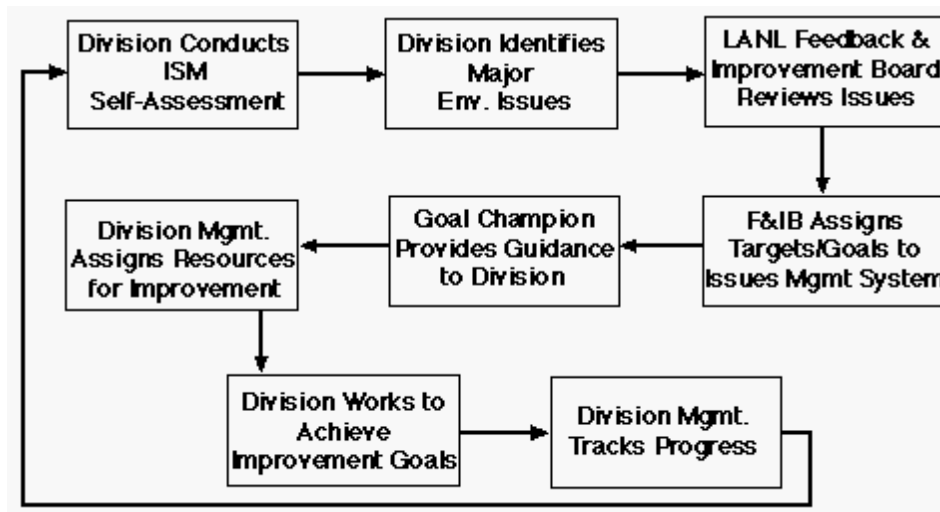 Division Conducts
ISM
Self-Assessment
Division Identifies
Major
Env. Issues
LANL Feedback &
Improvement Board
Reviews Issues
Division Mgmt.
Assigns Resources
for Improvement
Goal Champion
Provides Guidance
to Division
F&IB Assigns
Targets/Goals to
Issues Mgmt System
Division Works to
Achieve
Improvement Goals
Division Mgmt.
Tracks Progress